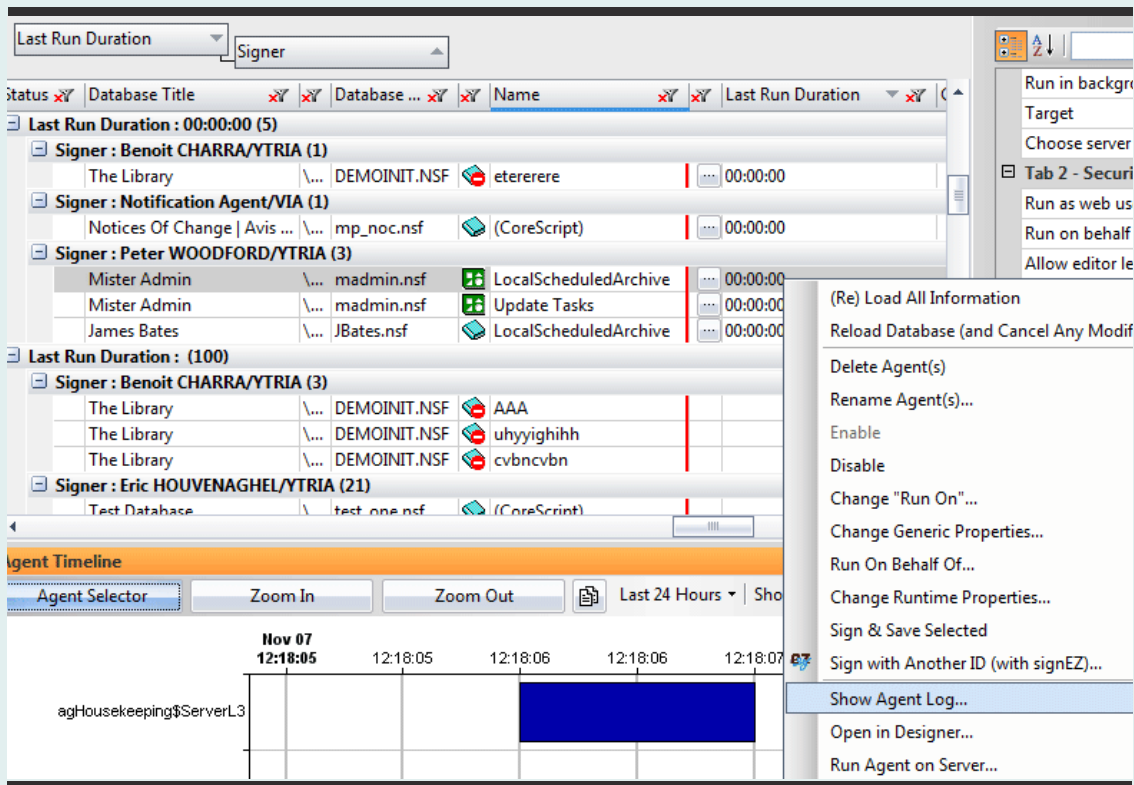 Last Run Duration
Signer
Status Database Title Database ... Name Last Run Duration
Last Run Duration : 00:00:00 (5)
Signer : Benoit CHARRA/YTRIA (1)
The Library \... DEMOINIT.NSF etererere ... 00:00:00
Signer : Notification Agent/VIA (1)
Notices Of Change | Avis ... \... mp_noc.nsf (CoreScript) ... 00:00:00
Signer : Peter WOODFORD/YTRIA (3)
Mister Admin \... madmin.nsf LocalScheduledArchive ... 00:00:00
Mister Admin \... madmin.nsf Update Tasks ... 00:00:00
James Bates \... JBates.nsf LocalScheduledArchive ... 00:00:00
Last Run Duration : (100)
Signer : Benoit CHARRA/YTRIA (3)
The Library \... DEMOINIT.NSF AAA
The Library \... DEMOINIT.NSF uhyyighihh
The Library \... DEMOINIT.NSF cvbncvbn
Signer : Eric HOUVENAGHEL/YTRIA (21)
Test Database \ test_one.nsf (CoreScript)
A Z
Run in backgr
Target
Choose server
Tab 2 - Securi
Run as web us
Run on behalf
Allow editor le
(Re) Load All Information
Reload Database (and Cancel Any Modif
Delete Agent(s)
Rename Agent(s)...
Enable
Disable
Change "Run On"...
Change Generic Properties...
Run On Behalf Of...
Change Runtime Properties...
Sign & Save Selected
EZ Sign with Another ID (with signEZ)...
Show Agent Log...
Open in Designer...
Run Agent on Server...
Agent Timeline
Agent Selector Zoom In Zoom Out Last 24 Hours Sho
Nov 07
12:18:05 12:18:05 12:18:06 12:18:06 12:18:07
agHousekeeping$ServerL3